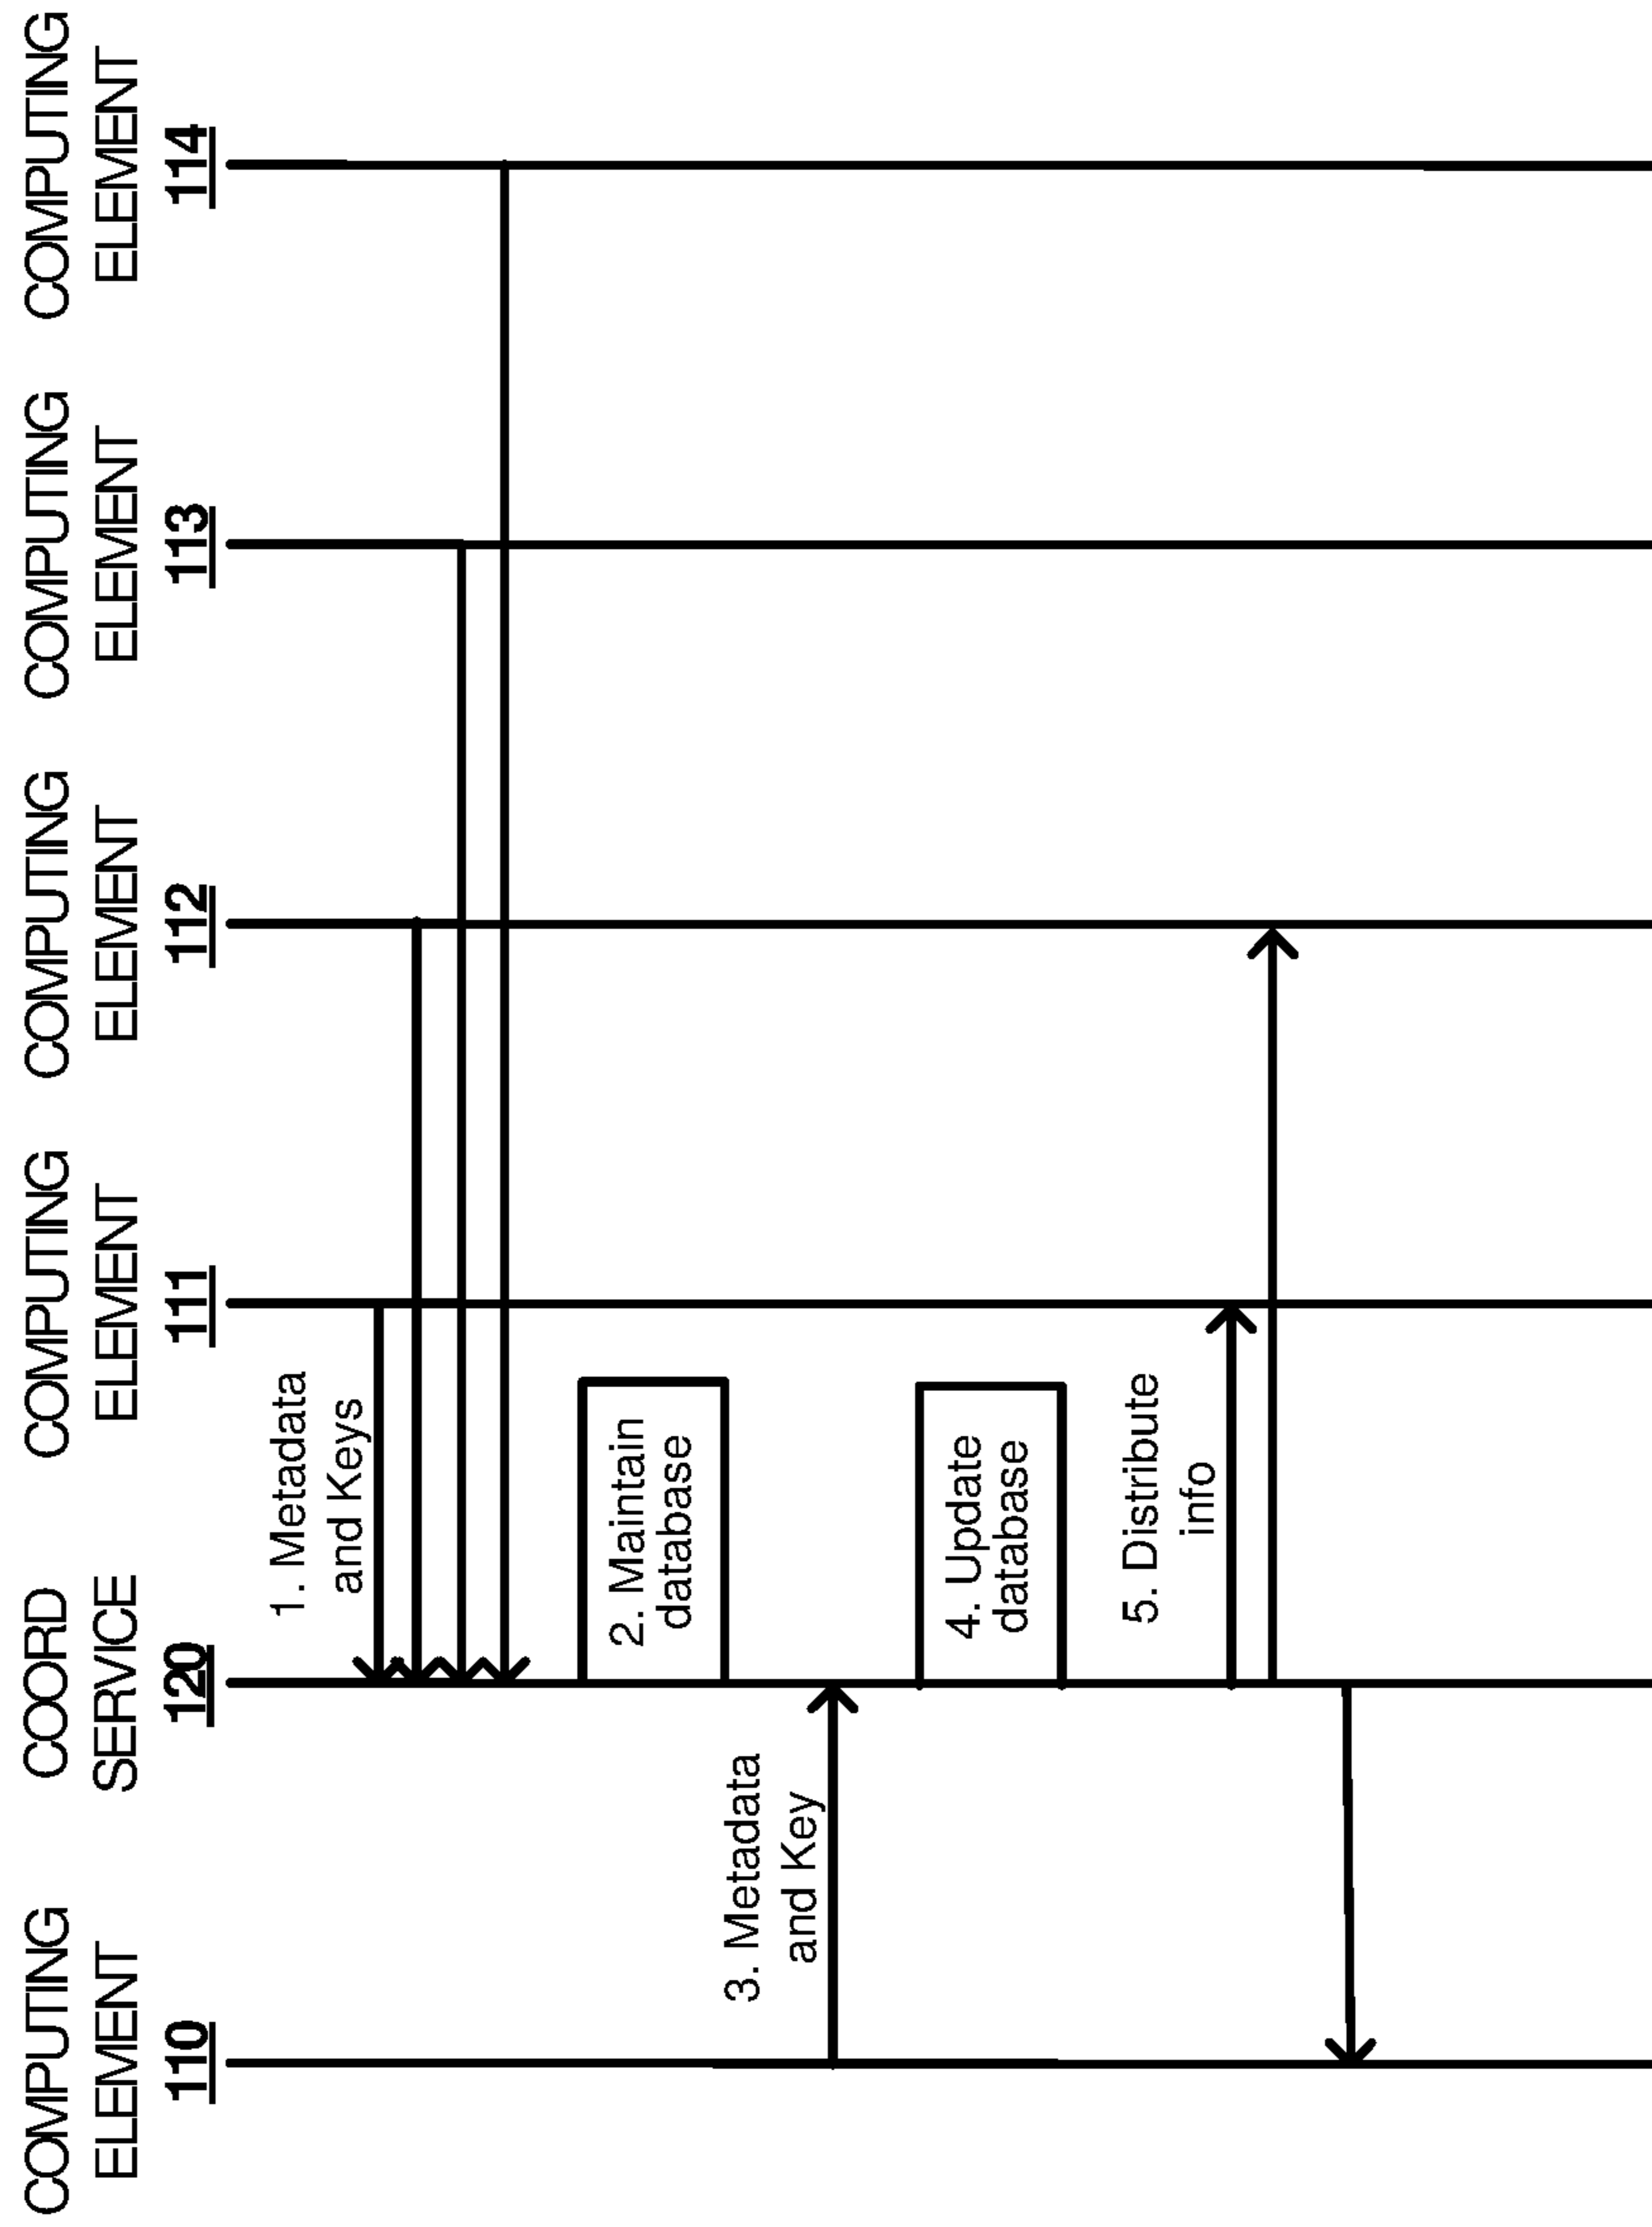 COMPUTING
ELEMENT
110
COORD
SERVICE
120
COMPUTING
ELEMENT
111
COMPUTING
ELEMENT
112
COMPUTING
ELEMENT
113
COMPUTING
ELEMENT
114
1. Metadata
and Keys
2. Maintain
database
3. Metadata
and Key
4. Update
database
5. Distribute
info